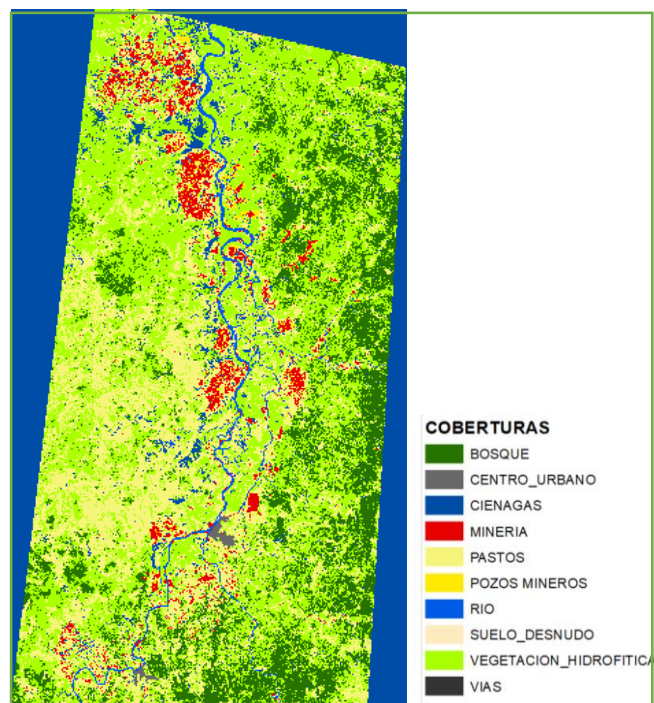 COBERTURAS
BOSQUE
CENTRO_URBANO
CIENAGAS
MINERIA
PASTOS
POZOS MINEROS
RIO
SUELO_DESNUDO
VEGETACION_HIDROFITICA
VIAS